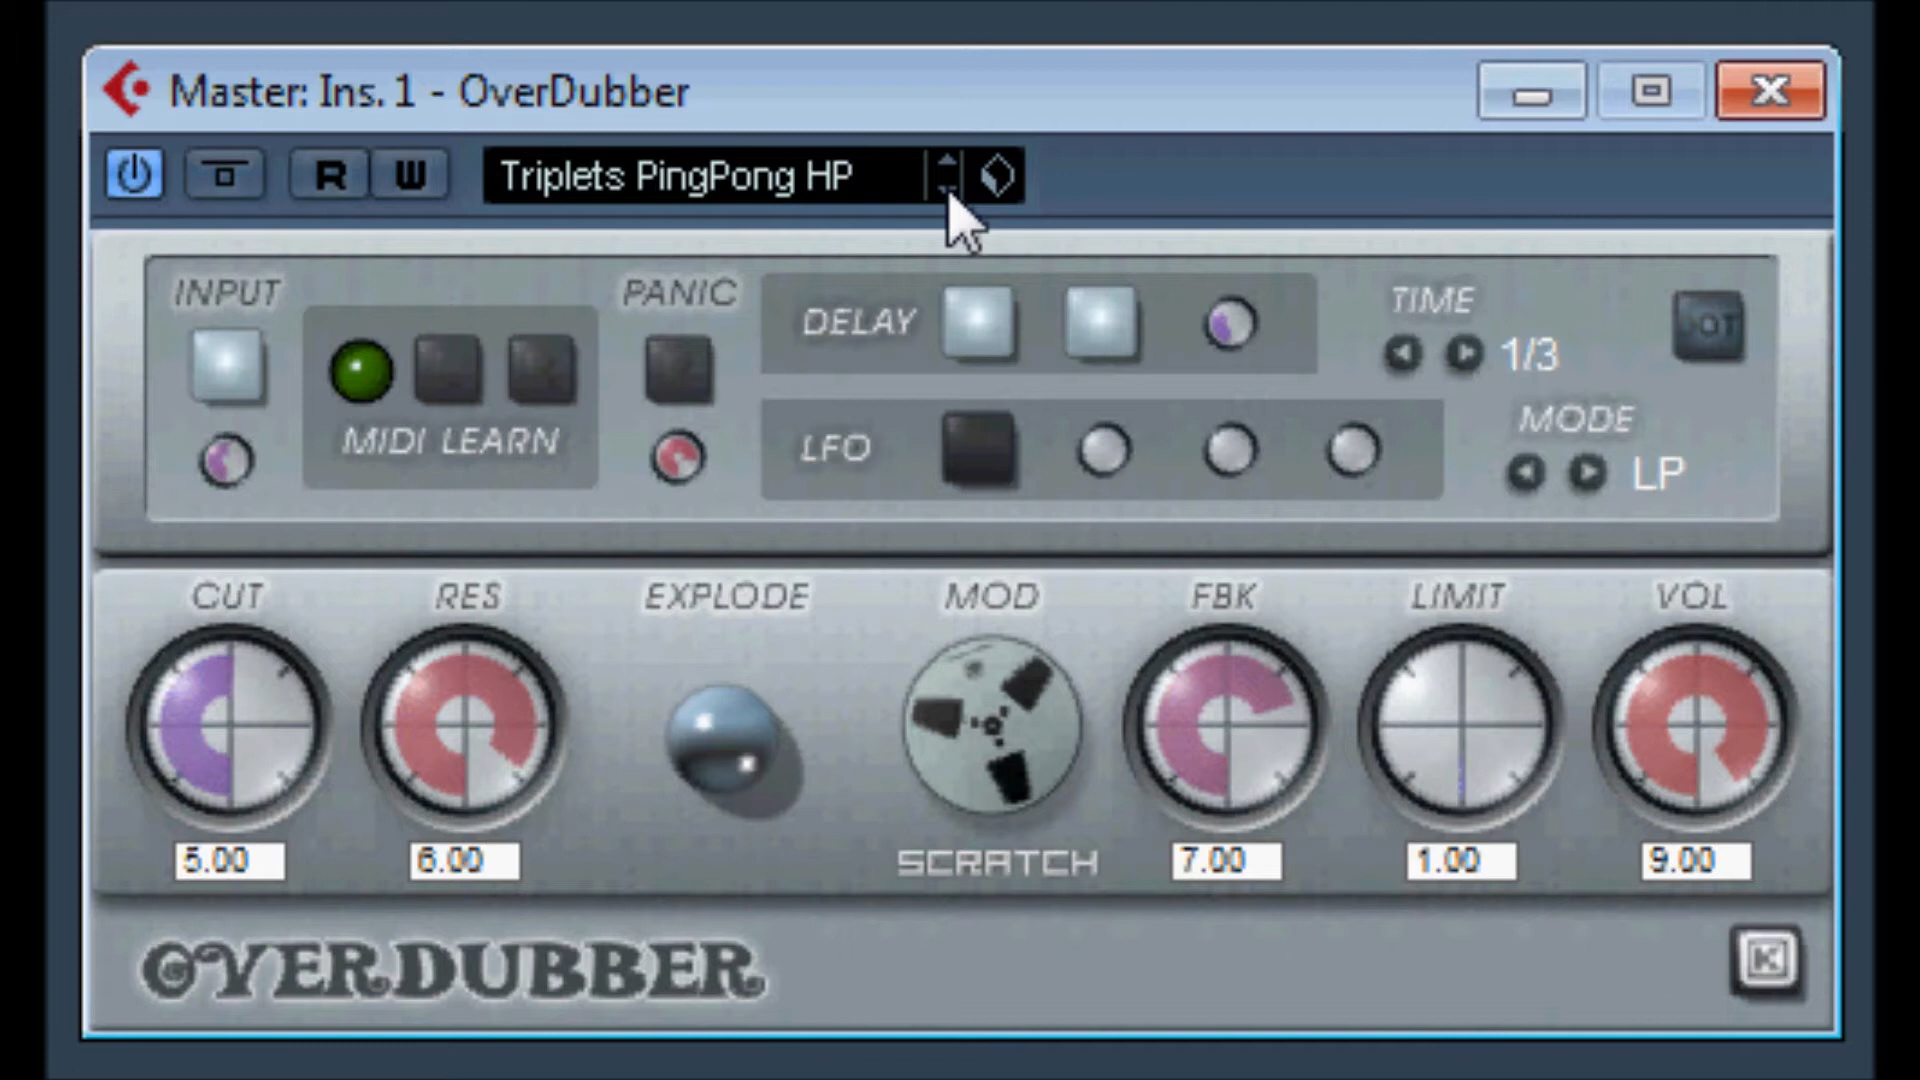 Master: Ins. 1 - OverDubber
R W Triplets PingPong HP
INPUT
MIDI LEARN
PANIC
DELAY
LFO
TIME
1/3
DOT
MODE
LP
CUT RES EXPLODE MOD FBK LIMIT VOL
SCRATCH
5.00 6.00 7.00 1.00 9.00
OVERDUBBER
K